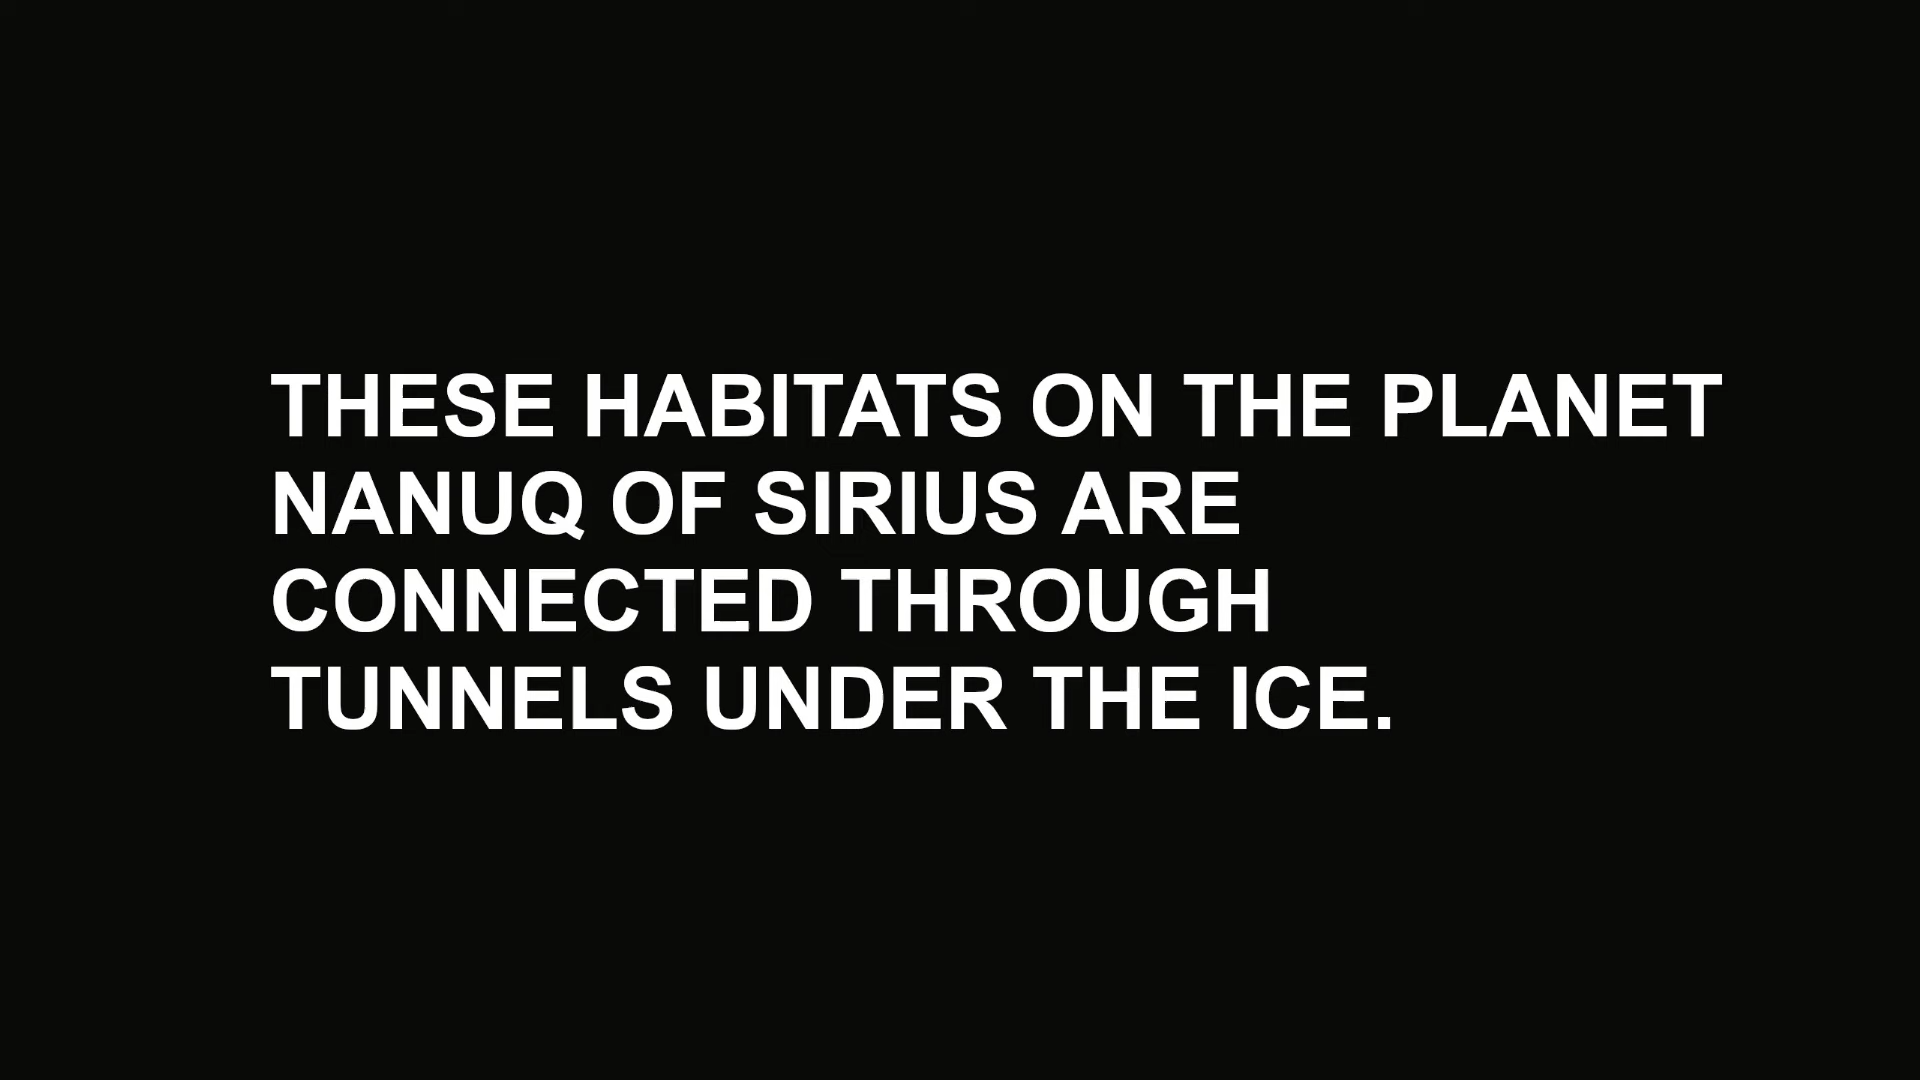 THESE HABITATS ON THE PLANET
NANUQ OF SIRIUS ARE
CONNECTED THROUGH
TUNNELS UNDER THE ICE.